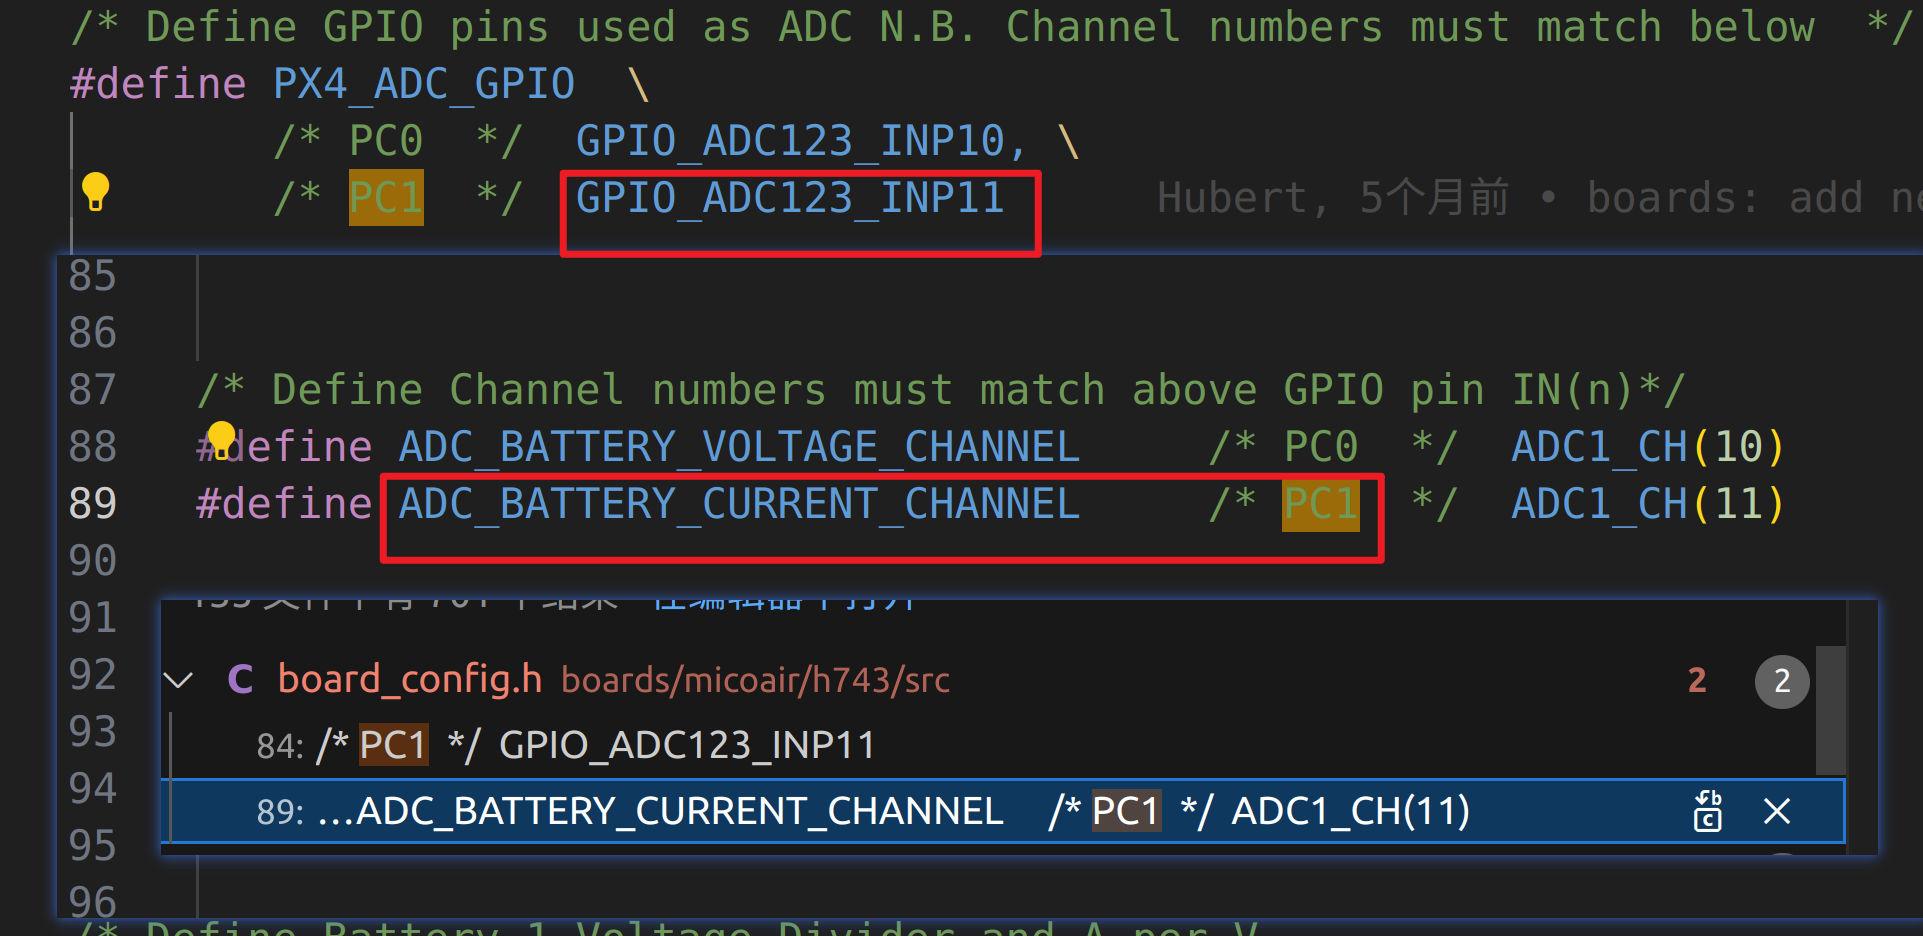 /* Define GPIO pins used as ADC N.B. Channel numbers must match below  */
#define PX4_ADC_GPIO  \
/* PC0  */  GPIO_ADC123_INP10, \
/* PC1  */  GPIO_ADC123_INP11      Hubert, 5个月前 • boards: add ne
85
86
87 /* Define Channel numbers must match above GPIO pin IN(n)*/
88 #define ADC_BATTERY_VOLTAGE_CHANNEL     /* PC0  */  ADC1_CH(10)
89 #define ADC_BATTERY_CURRENT_CHANNEL     /* PC1  */  ADC1_CH(11)
90
91
92 C board_config.h boards/micoair/h743/src 2 2
93 84: /* PC1  */  GPIO_ADC123_INP11
94 89: …ADC_BATTERY_CURRENT_CHANNEL    /* PC1  */  ADC1_CH(11)
95
96
/* Define Battery 1 Voltage Divider and A per V